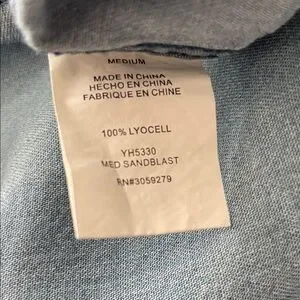 MEDIUM
MADE IN CHINA
HECHO EN CHINA
FABRIQUE EN CHINE
100% LYOCELL
YH5330
MED SANDBLAST
RN#3059279